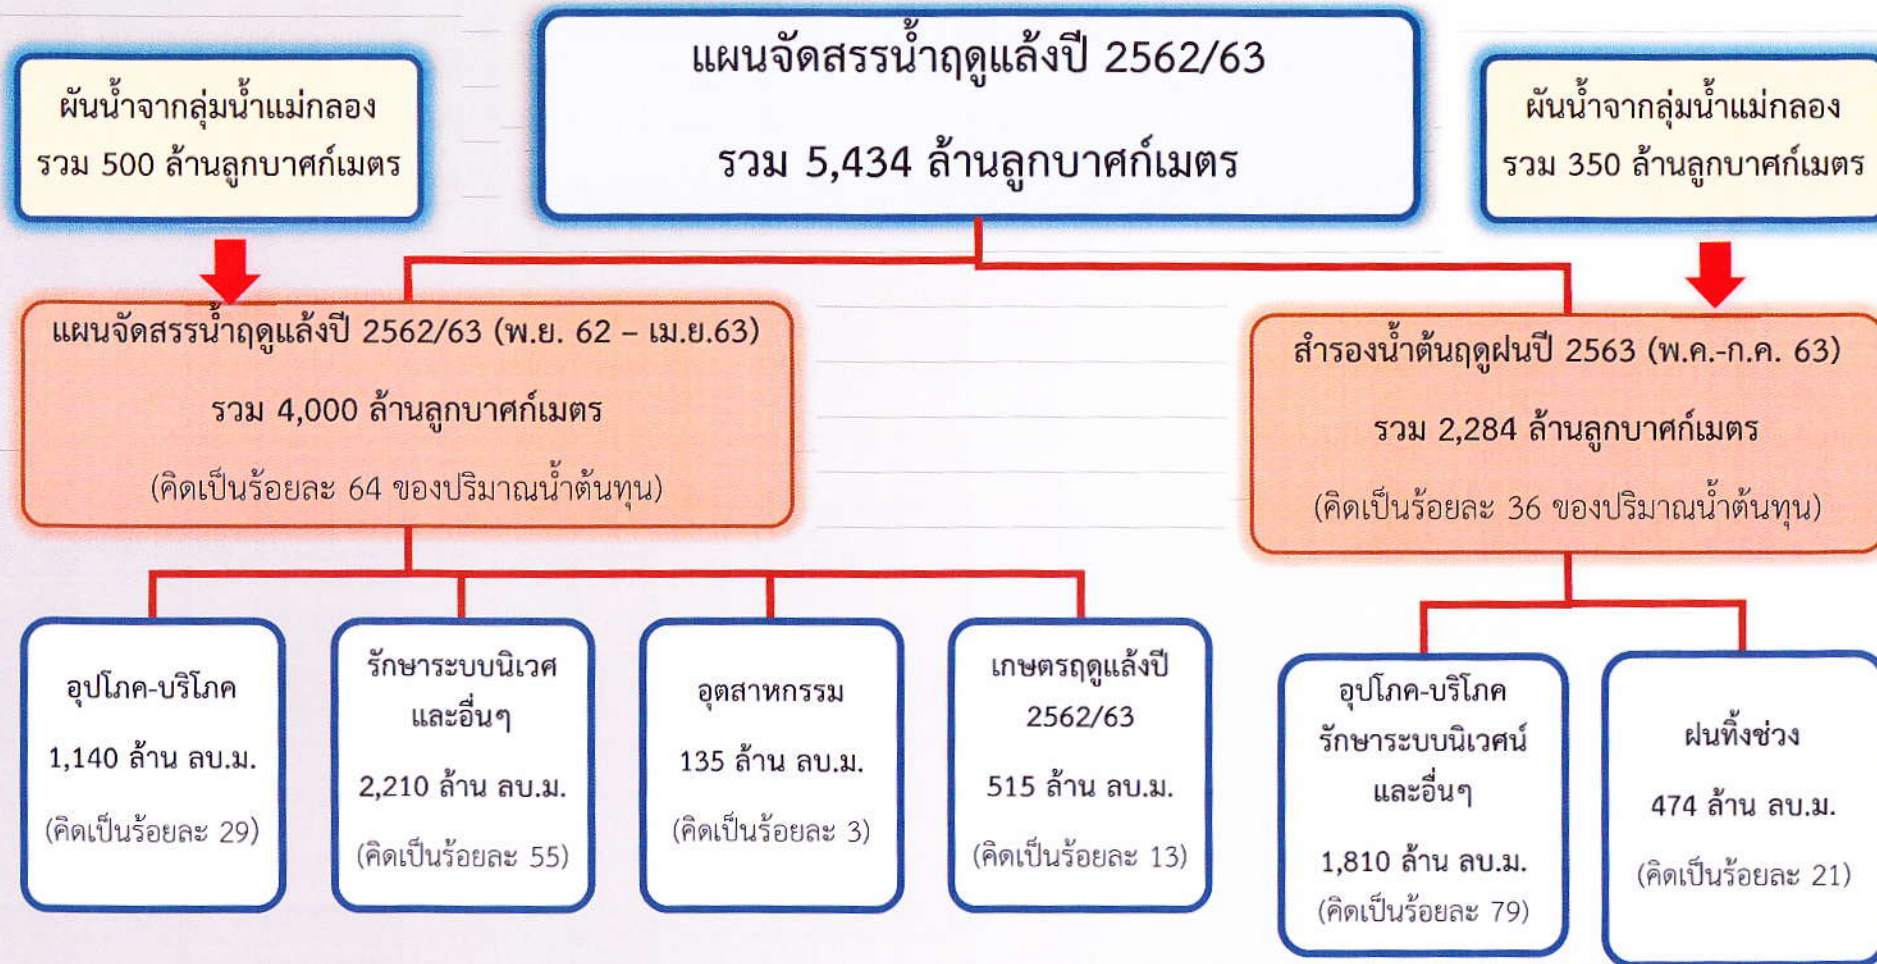 แผนจัดสรรน้ำฤดูแล้งปี 2562/63
รวม 5,434 ล้านลูกบาศก์เมตร
ผันน้ำจากลุ่มน้ำแม่กลอง
รวม 500 ล้านลูกบาศก์เมตร
ผันน้ำจากลุ่มน้ำแม่กลอง
รวม 350 ล้านลูกบาศก์เมตร
แผนจัดสรรน้ำฤดูแล้งปี 2562/63 (พ.ย. 62 – เม.ย.63)
รวม 4,000 ล้านลูกบาศก์เมตร
(คิดเป็นร้อยละ 64 ของปริมาณน้ำต้นทุน)
สำรองน้ำต้นฤดูฝนปี 2563 (พ.ค.-ก.ค. 63)
รวม 2,284 ล้านลูกบาศก์เมตร
(คิดเป็นร้อยละ 36 ของปริมาณน้ำต้นทุน)
อุปโภค-บริโภค
1,140 ล้าน ลบ.ม.
(คิดเป็นร้อยละ 29)
รักษาระบบนิเวศ
และอื่นๆ
2,210 ล้าน ลบ.ม.
(คิดเป็นร้อยละ 55)
อุตสาหกรรม
135 ล้าน ลบ.ม.
(คิดเป็นร้อยละ 3)
เกษตรฤดูแล้งปี
2562/63
515 ล้าน ลบ.ม.
(คิดเป็นร้อยละ 13)
อุปโภค-บริโภค
รักษาระบบนิเวศน์
และอื่นๆ
1,810 ล้าน ลบ.ม.
(คิดเป็นร้อยละ 79)
ฝนทิ้งช่วง
474 ล้าน ลบ.ม.
(คิดเป็นร้อยละ 21)